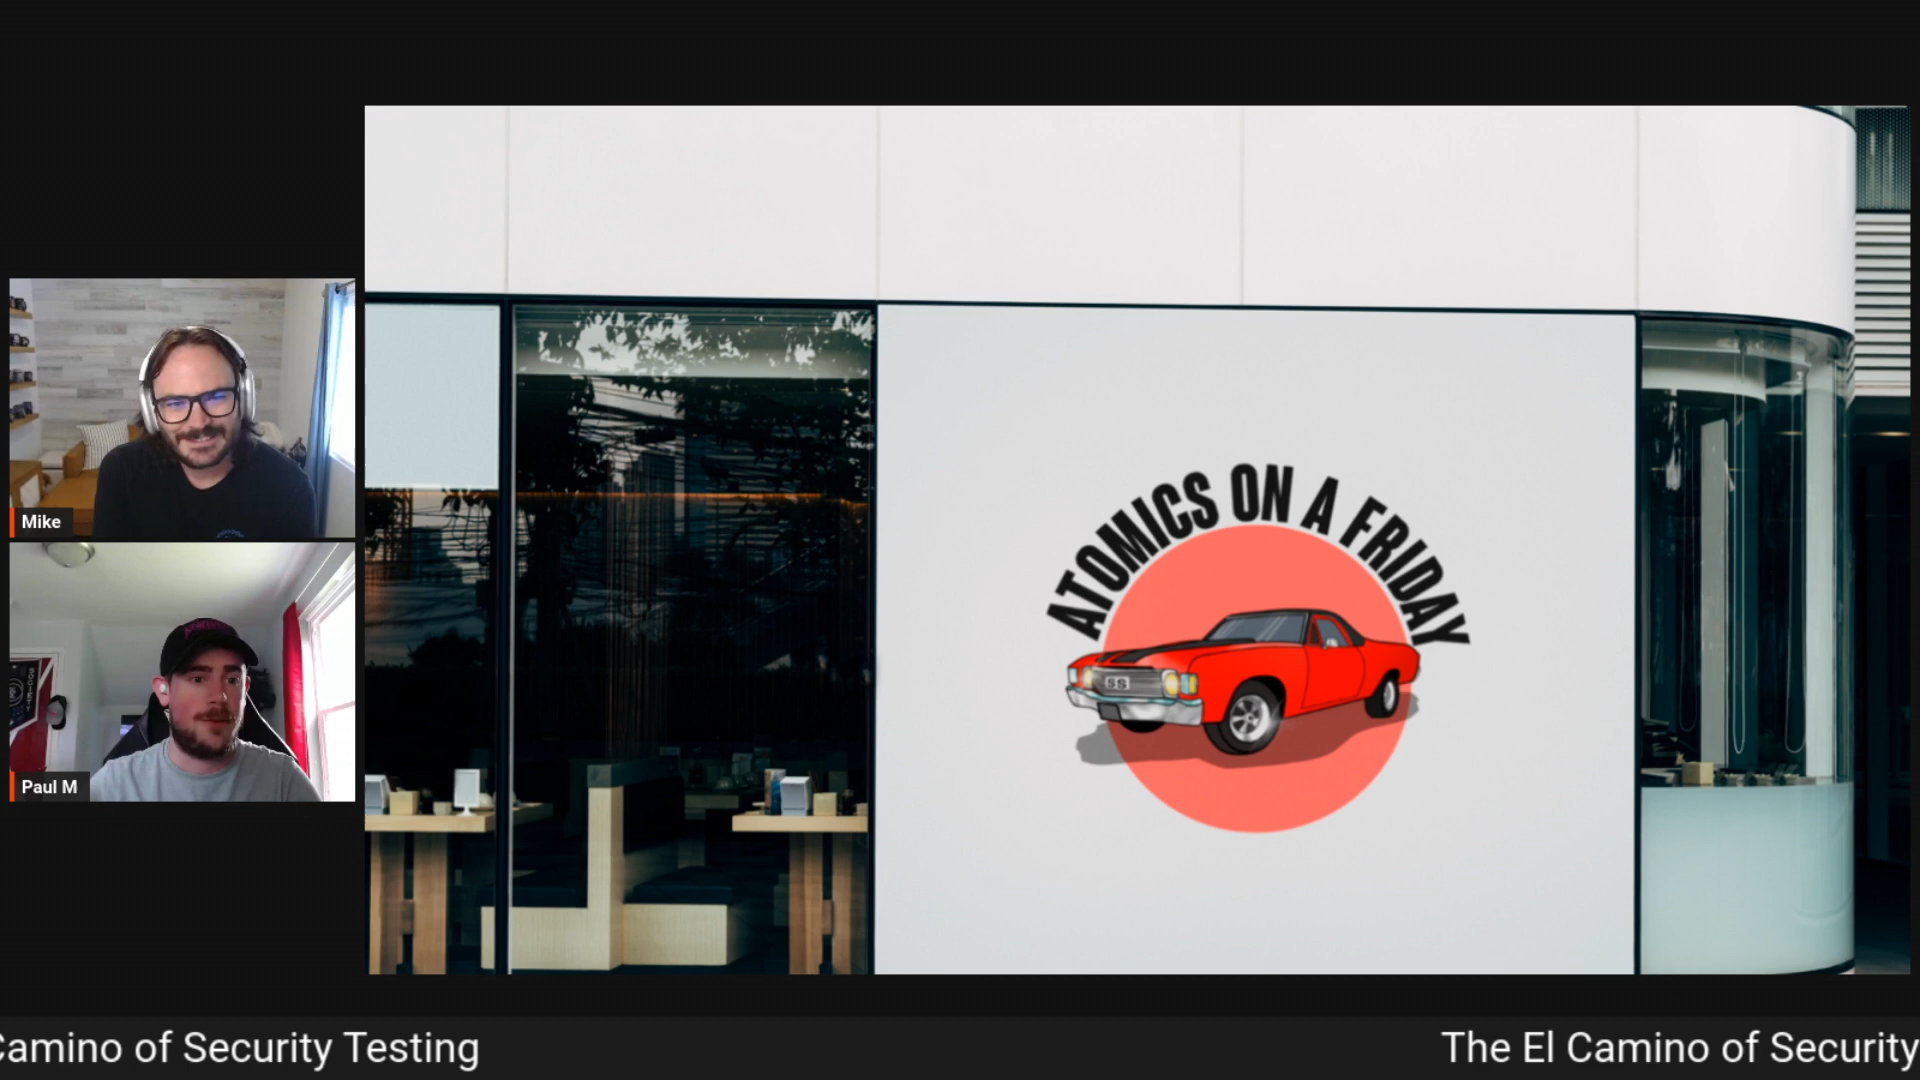 ATOMICS ON A FRIDAY
SS
Mike
Paul M
Camino of Security Testing
The El Camino of Security